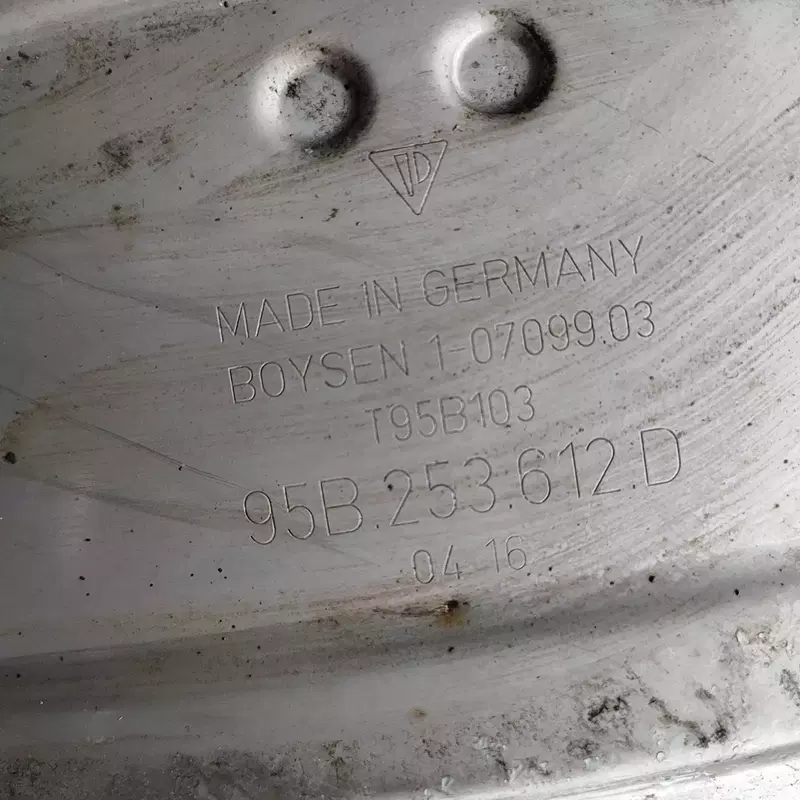 MADE IN GERMANY
BOYSEN 1-07099.03
T95B103
95B.253.612.D
04 16